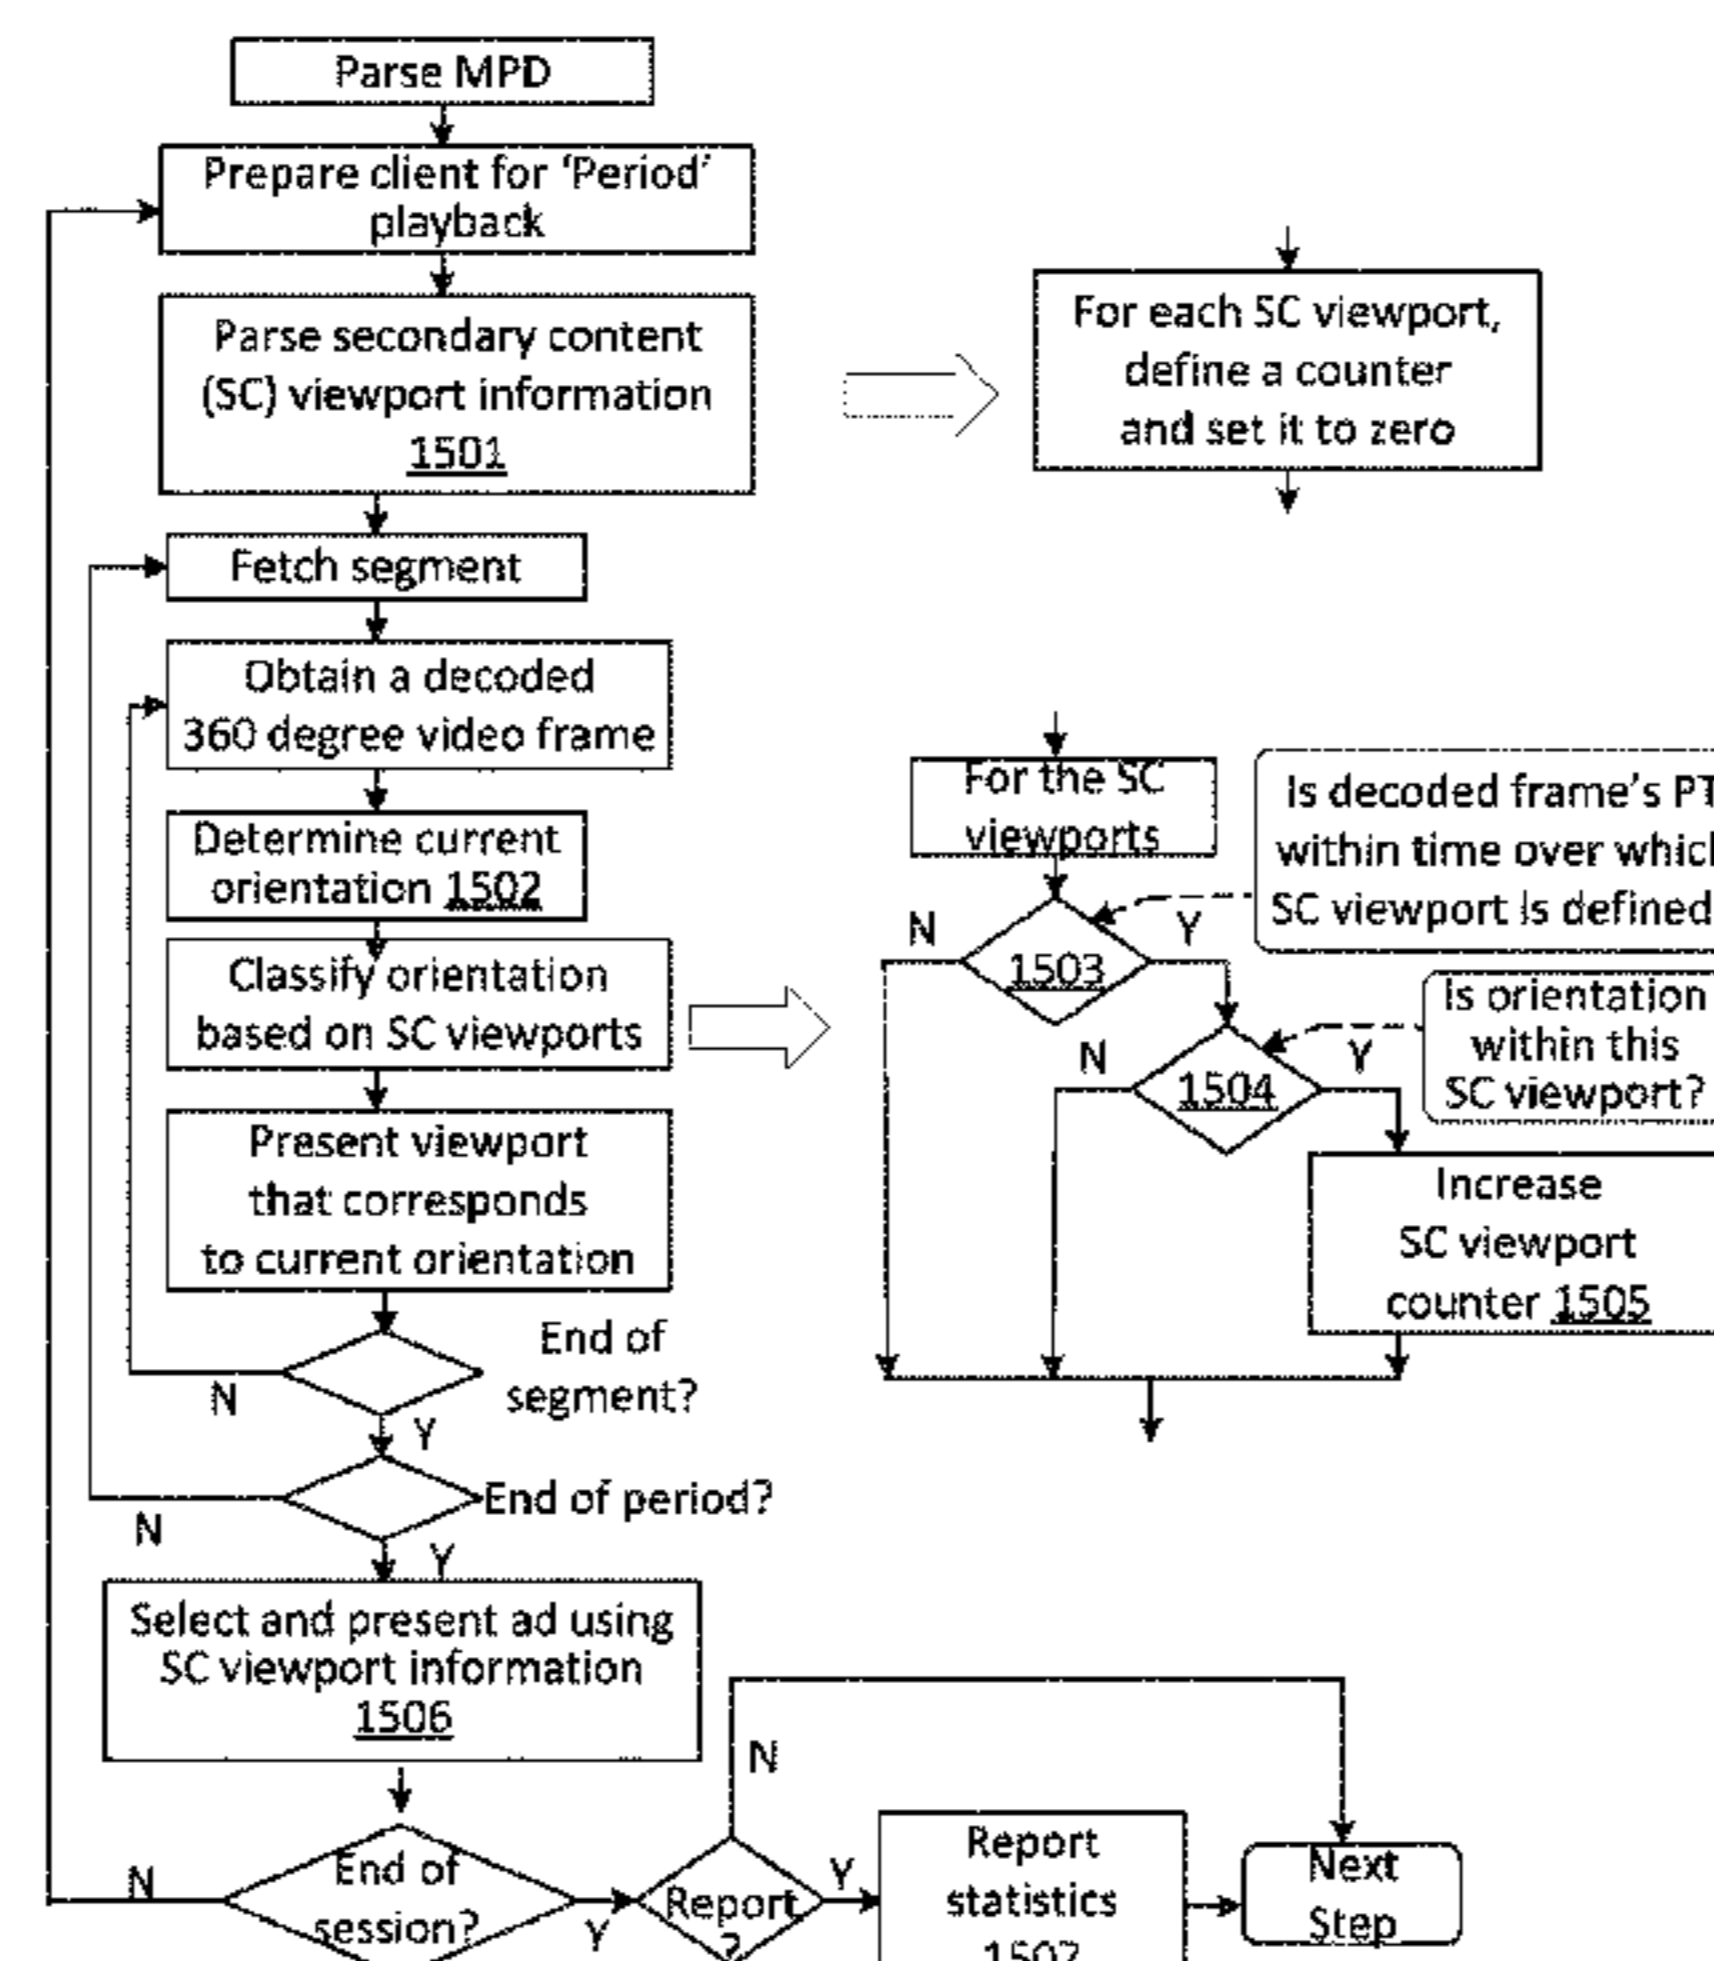 Parse MPD
Prepare client for ‘Period’
playback
Parse secondary content
(SC) viewport information
1501
For each SC viewport,
define a counter
and set it to zero
Fetch segment
Obtain a decoded
360 degree video frame
Determine current
orientation 1502
Classify orientation
based on SC viewports
Present viewport
that corresponds
to current orientation
For the SC
viewports
Is decoded frame’s
within time over
SC viewport is defined
N
Y
1503
Is orientation
within this
SC viewport?
N
Y
1504
Increase
SC viewport
counter 1505
End of
segment?
N
Y
End of period?
N
Y
Select and present ad using
SC viewport information
1506
N
End of
session?
Y
Report
?
N
Y
Report
statistics
Next
Step